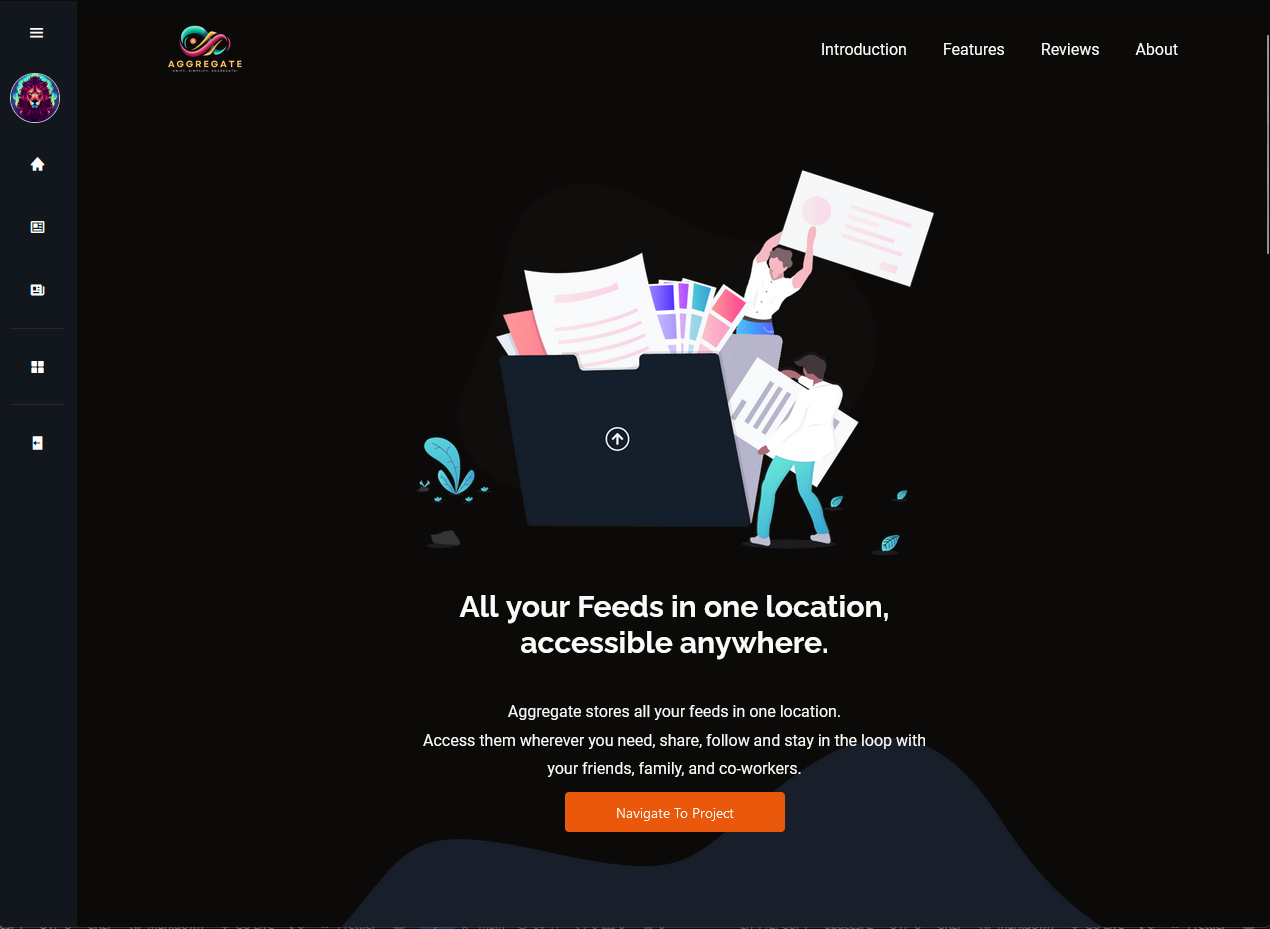 AGGREGATE
UNIFY. SIMPLIFY. AGGREGATE!
Introduction
Features
Reviews
About
All your Feeds in one location,
accessible anywhere.
Aggregate stores all your feeds in one location.
Access them wherever you need, share, follow and stay in the loop with
your friends, family, and co-workers.
Navigate To Project